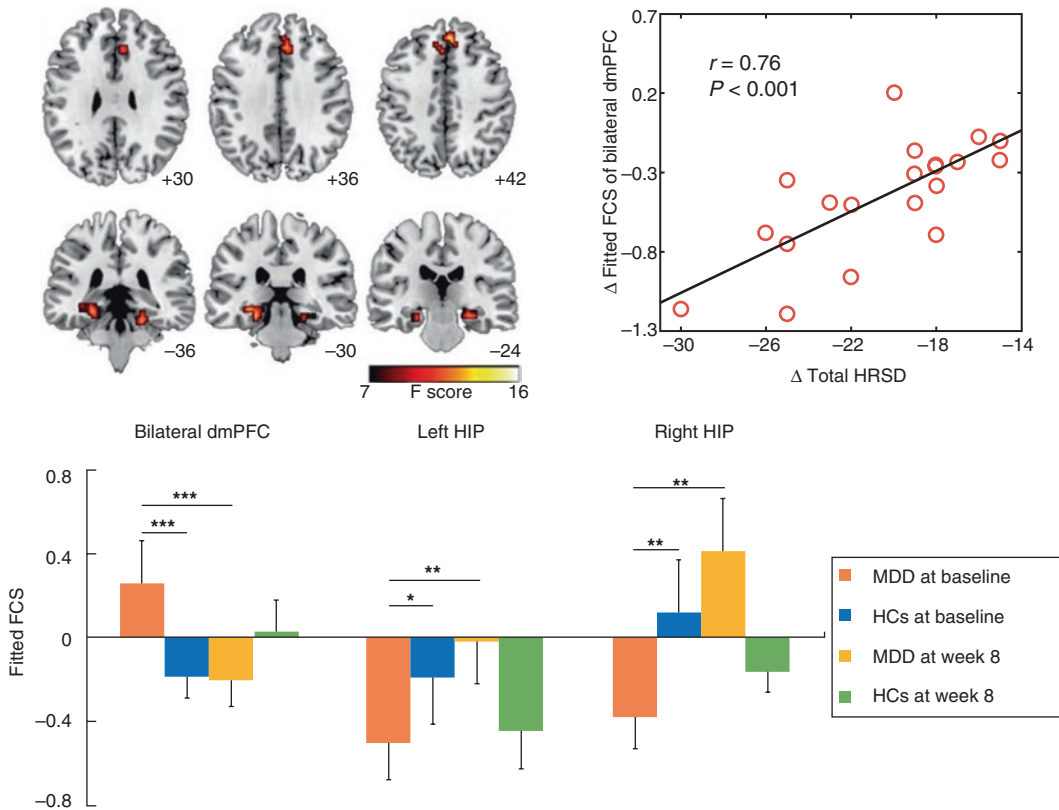 +30
+36
+42
−36
−30
−24
7
F score
16
0.7
0.2
−0.3
−0.8
−1.3
Δ Fitted FCS of bilateral dmPFC
r = 0.76
P < 0.001
−30
−26
−22
−18
−14
Δ Total HRSD
Bilateral dmPFC
Left HIP
Right HIP
0.8
0.4
0
−0.4
−0.8
Fitted FCS
***
***
**
*
**
**
MDD at baseline
HCs at baseline
MDD at week 8
HCs at week 8